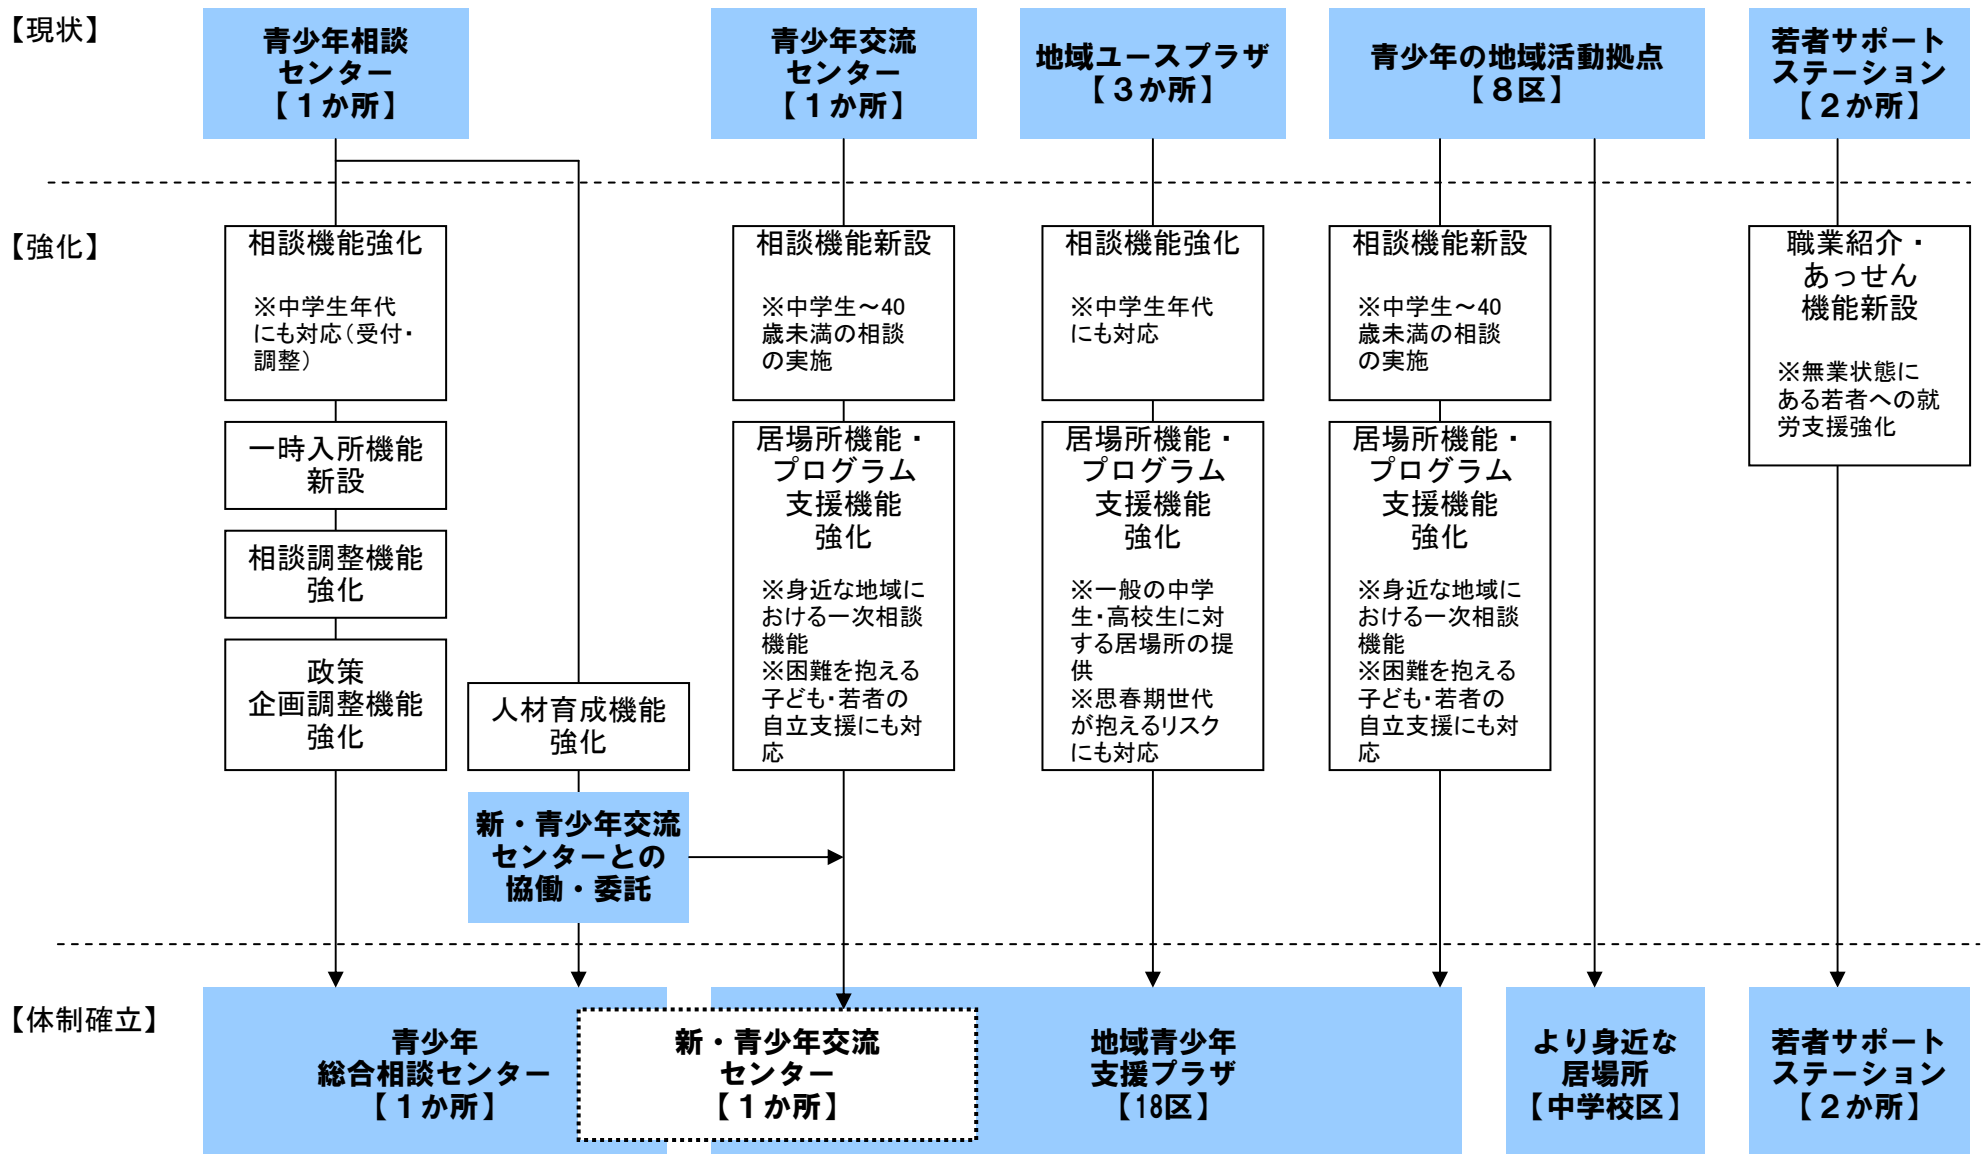 【現状】
青少年相談
センター
【１か所】
青少年交流
センター
【１か所】
地域ユースプラザ
【３か所】
青少年の地域活動拠点
【８区】
若者サポート
ステーション
【２か所】
【強化】
相談機能強化
※中学生年代
にも対応（受付・
調整）
一時入所機能
新設
相談調整機能
強化
政策
企画調整機能
強化
人材育成機能
強化
新・青少年交流
センターとの
協働・委託
相談機能新設
※中学生～40
歳未満の相談
の実施
居場所機能・
プログラム
支援機能
強化
※身近な地域に
おける一次相談
機能
※困難を抱える
子ども・若者の
自立支援にも対
応
相談機能強化
※中学生年代
にも対応
居場所機能・
プログラム
支援機能
強化
※一般の中学
生・高校生に対
する居場所の提
供
※思春期世代
が抱えるリスク
にも対応
相談機能新設
※中学生～40
歳未満の相談
の実施
居場所機能・
プログラム
支援機能
強化
※身近な地域に
おける一次相談
機能
※困難を抱える
子ども・若者の
自立支援にも対
応
職業紹介・
あっせん
機能新設
※無業状態に
ある若者への就
労支援強化
【体制確立】
青少年
総合相談センター
【１か所】
新・青少年交流
センター
【１か所】
地域青少年
支援プラザ
【18区】
より身近な
居場所
【中学校区】
若者サポート
ステーション
【２か所】